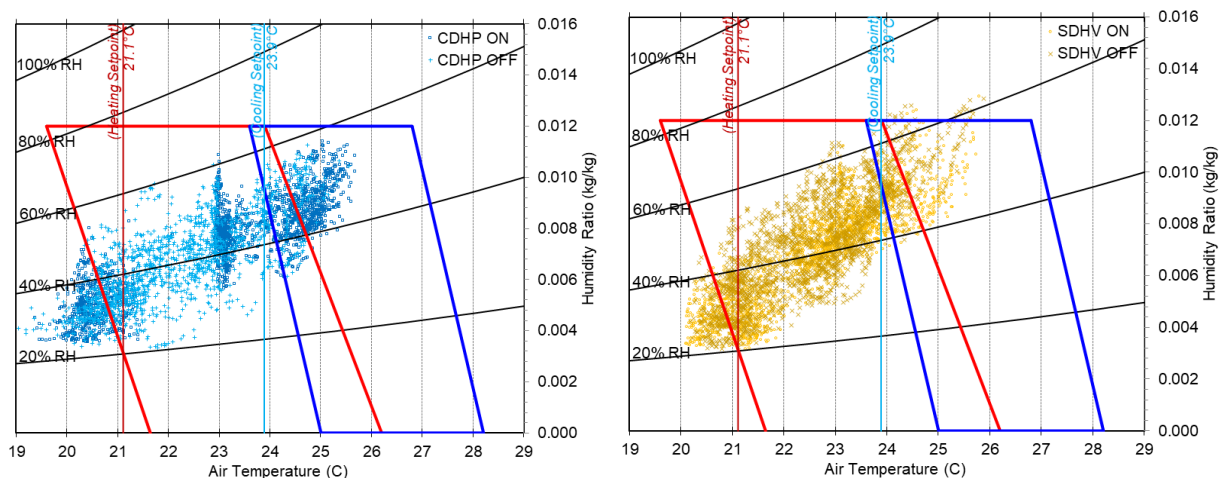 0.016
0.014
0.012
0.010
0.008
0.006
0.004
0.002
0.000
Humidity Ratio (kg/kg)
100% RH
80% RH
60% RH
40% RH
20% RH
(Heating Setpoint)
21.1°C
(Cooling Setpoint)
23.9°C
CDHP ON
CDHP OFF
19 20 21 22 23 24 25 26 27 28 29
Air Temperature (C)
0.016
0.014
0.012
0.010
0.008
0.006
0.004
0.002
0.000
Humidity Ratio (kg/kg)
100% RH
80% RH
60% RH
40% RH
20% RH
(Heating Setpoint)
21.1°C
(Cooling Setpoint)
23.9°C
SDHV ON
SDHV OFF
19 20 21 22 23 24 25 26 27 28 29
Air Temperature (C)